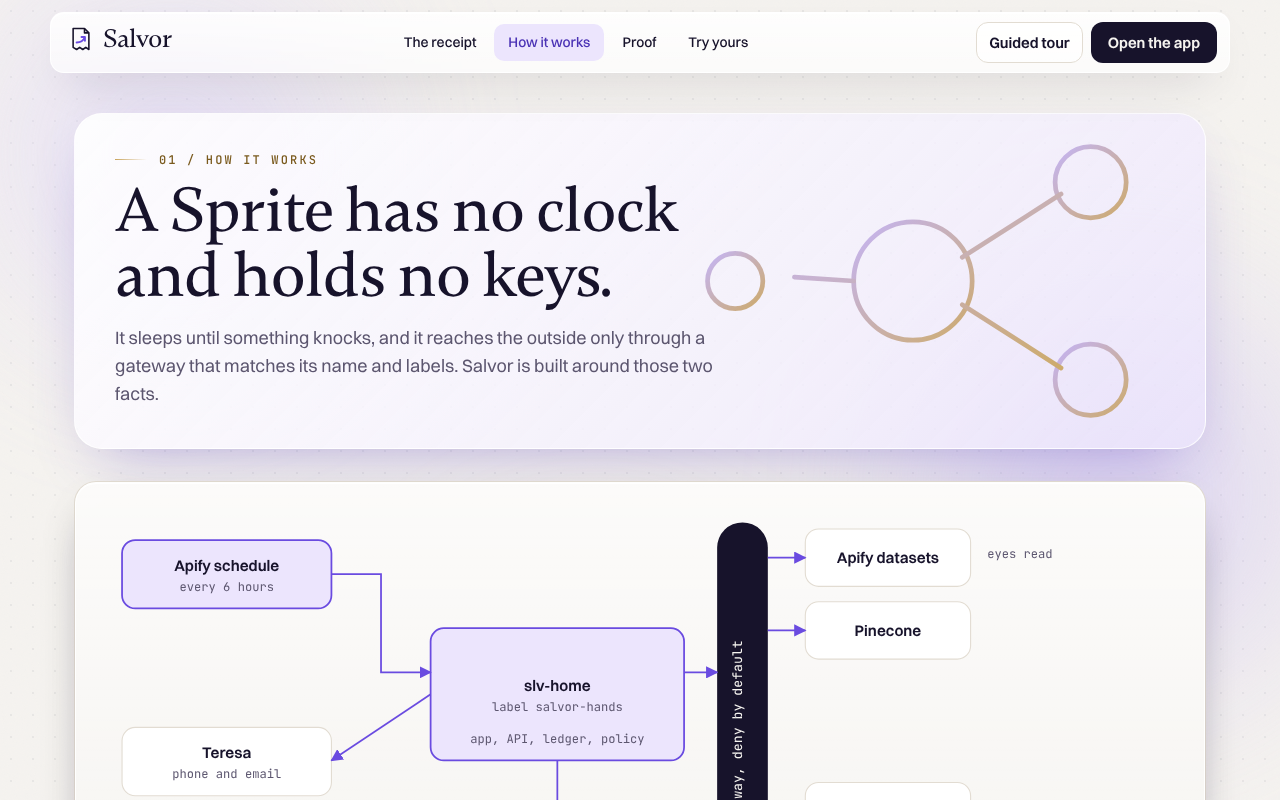 Salvor
The receipt
How it works
Proof
Try yours
Guided tour
Open the app
01 / HOW IT WORKS
A Sprite has no clock
and holds no keys.
It sleeps until something knocks, and it reaches the outside only through a
gateway that matches its name and labels. Salvor is built around those two
facts.
Apify schedule
every 6 hours
slv-home
label salvor-hands
app, API, ledger, policy
Teresa
phone and email
way, deny by default
Apify datasets
eyes read
Pinecone